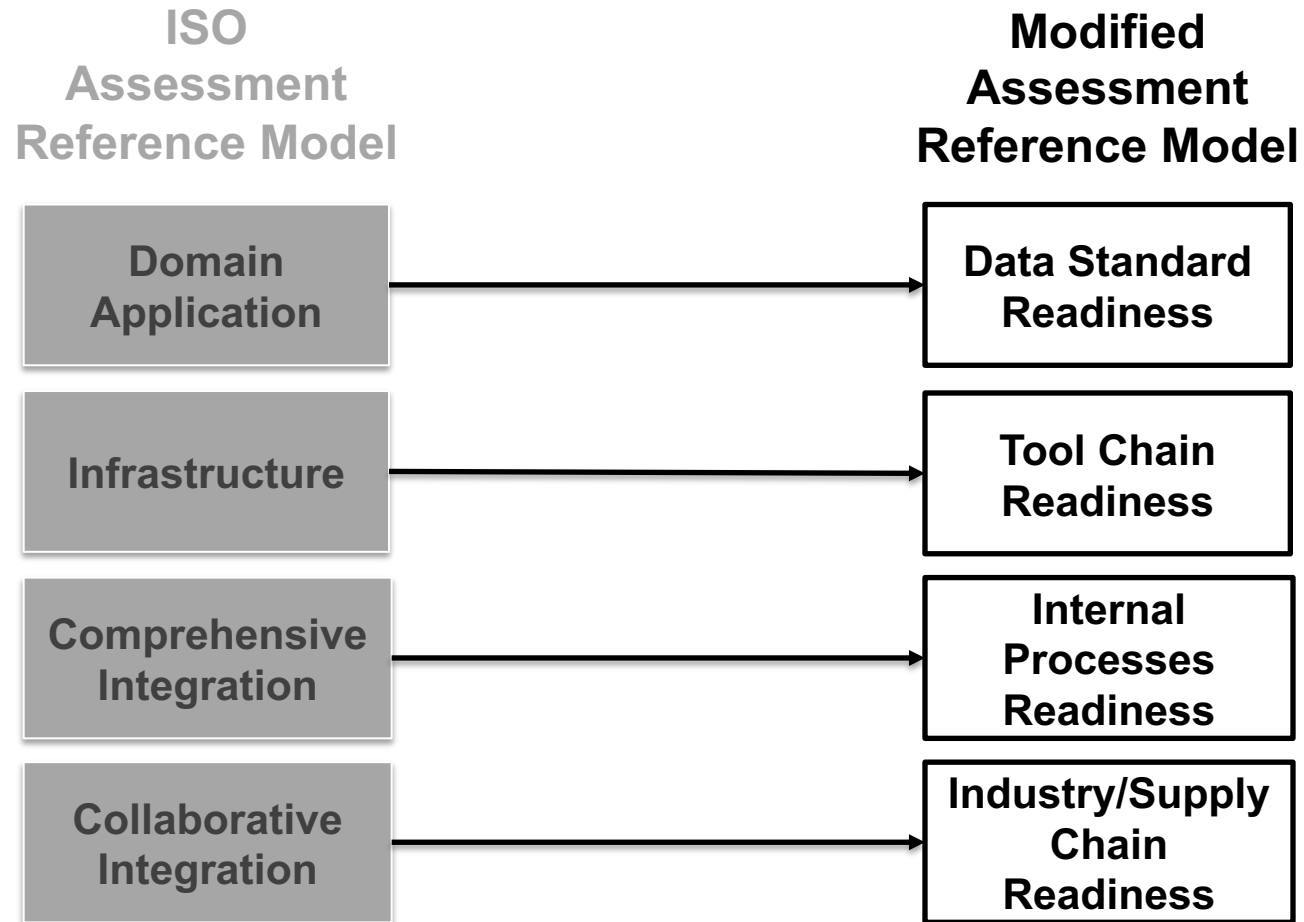 ISO
Assessment
Reference Model
Modified
Assessment
Reference Model
Domain
Application
Data Standard
Readiness
Infrastructure
Tool Chain
Readiness
Comprehensive
Integration
Internal
Processes
Readiness
Collaborative
Integration
Industry/Supply
Chain
Readiness